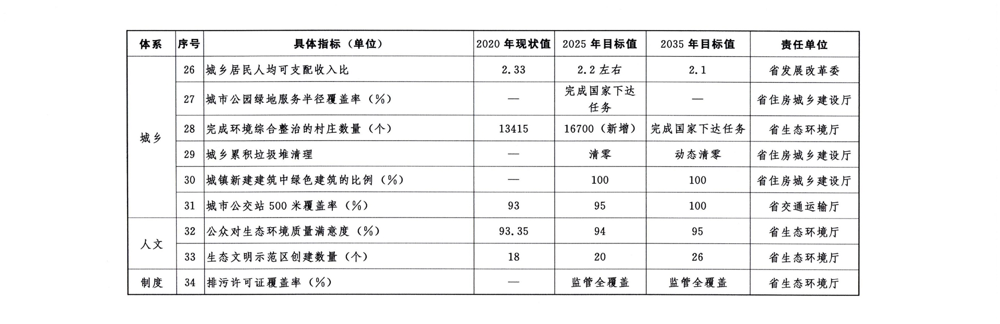 体系 序号 具体指标（单位） 2020 年现状值 2025 年目标值 2035 年目标值 责任单位
城乡
26 城乡居民人均可支配收入比 2.33 2.2 左右 2.1 省发展改革委
27 城市公园绿地服务半径覆盖率（%） — 完成国家下达
任务 — 省住房城乡建设厅
28 完成环境综合整治的村庄数量（个） 13415 16700（新增） 完成国家下达任务 省生态环境厅
29 城乡累积垃圾堆清理 — 清零 动态清零 省住房城乡建设厅
30 城镇新建建筑中绿色建筑的比例（%） — 100 100 省住房城乡建设厅
31 城市公交站 500 米覆盖率（%） 93 95 100 省交通运输厅
人文
32 公众对生态环境质量满意度（%） 93.35 94 95 省生态环境厅
33 生态文明示范区创建数量（个） 18 20 26 省生态环境厅
制度 34 排污许可证覆盖率（%） — 监管全覆盖 监管全覆盖 省生态环境厅